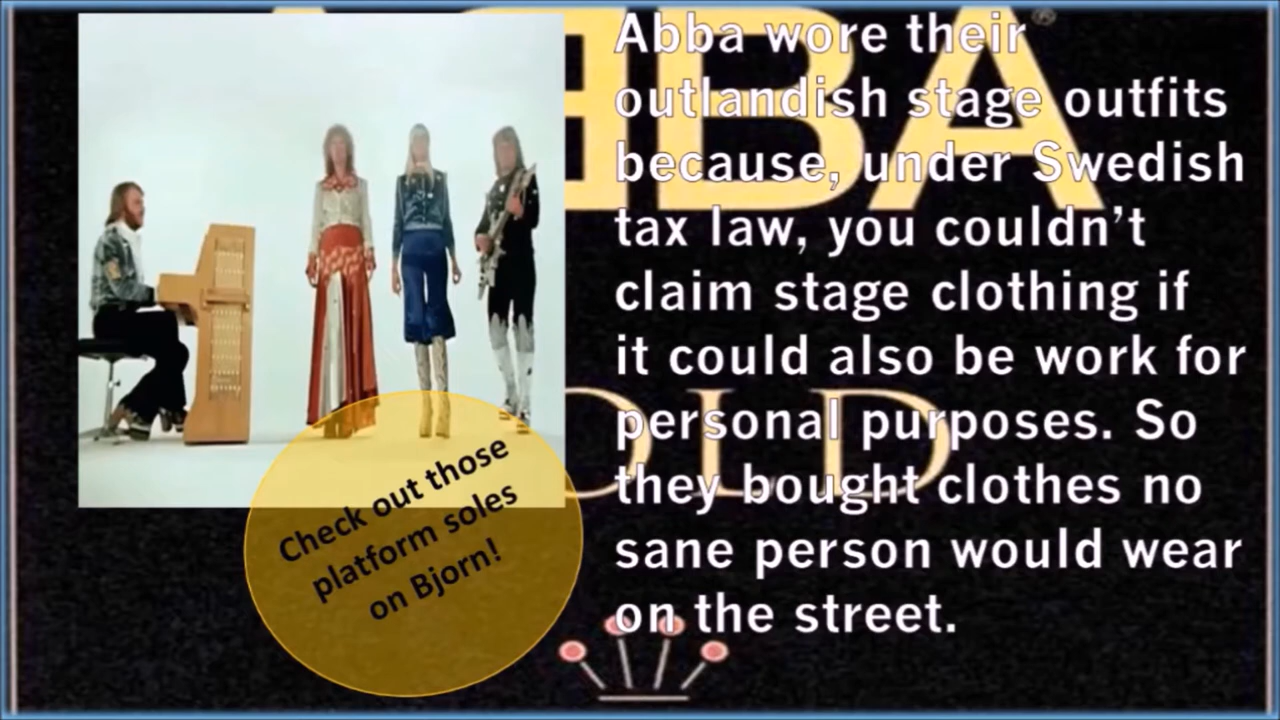 ABBA®
Abba wore their
outlandish stage outfits
because, under Swedish
tax law, you couldn't
claim stage clothing if
it could also be work for
personal purposes. So
they bought clothes no
sane person would wear
on the street.
OLD
Check out those
platform soles
on Bjorn!